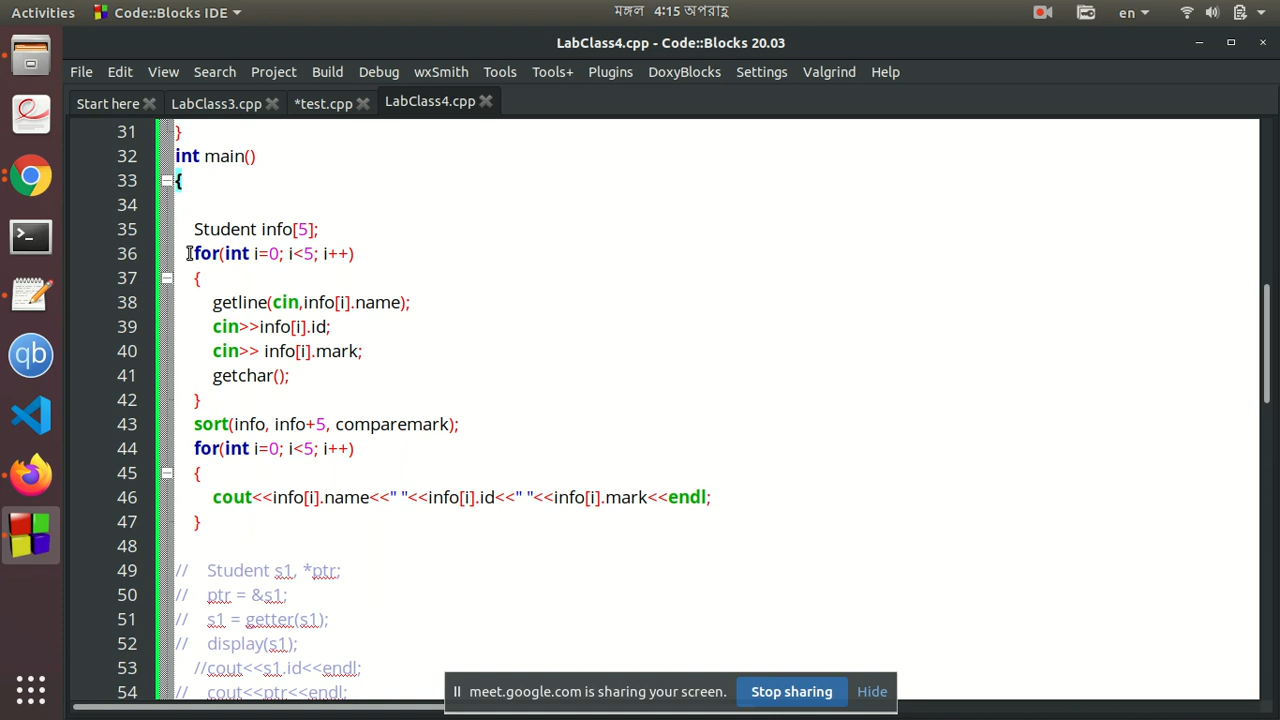 Activities Code::Blocks IDE মঙ্গল 4:15 অপরাহ্ণ en
LabClass4.cpp - Code::Blocks 20.03
File Edit View Search Project Build Debug wxSmith Tools Tools+ Plugins DoxyBlocks Settings Valgrind Help
Start here LabClass3.cpp *test.cpp LabClass4.cpp
31 }
32 int main()
33 {
34
35 Student info[5];
36 for(int i=0; i<5; i++)
37 {
38 getline(cin,info[i].name);
39 cin>>info[i].id;
40 cin>> info[i].mark;
41 getchar();
42 }
43 sort(info, info+5, comparemark);
44 for(int i=0; i<5; i++)
45 {
46 cout<<info[i].name<<" "<<info[i].id<<" "<<info[i].mark<<endl;
47 }
48
49 // Student s1, *ptr;
50 // ptr = &s1;
51 // s1 = getter(s1);
52 // display(s1);
53 //cout<<s1.id<<endl;
54 // cout<<ptr<<endl;
qb
meet.google.com is sharing your screen. Stop sharing Hide